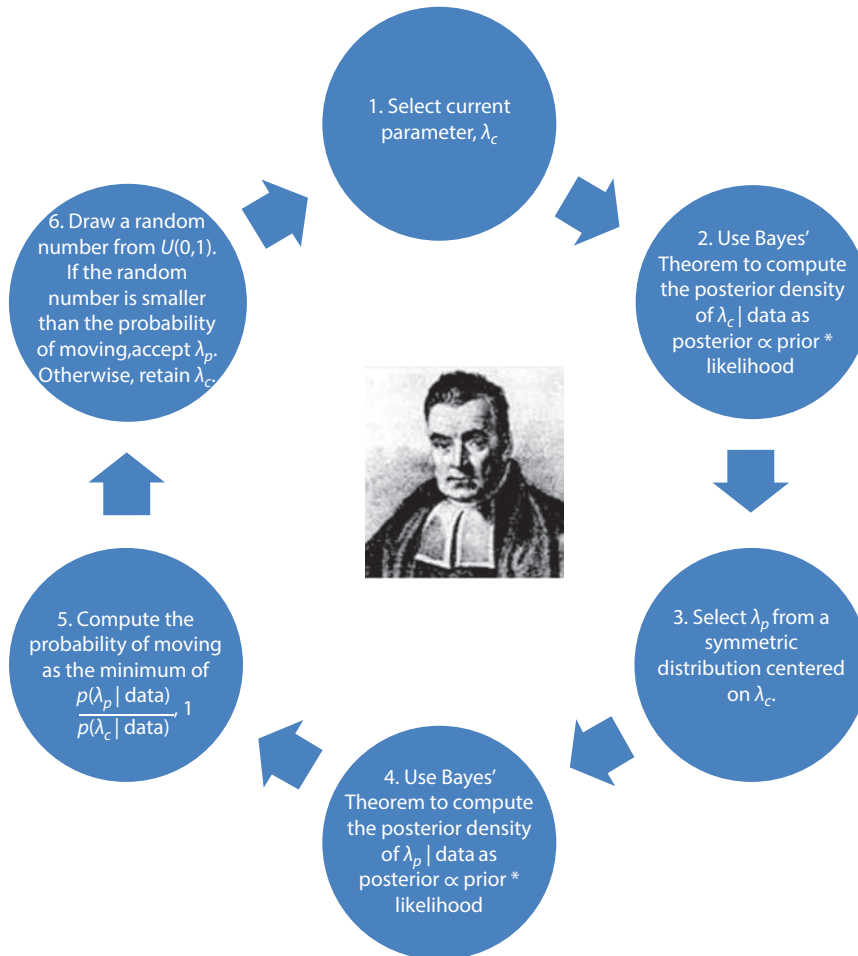 1. Select current
parameter, λc
2. Use Bayes'
Theorem to compute
the posterior density
of λc | data as
posterior ∝ prior *
likelihood
3. Select λp from a
symmetric
distribution centered
on λc.
4. Use Bayes'
Theorem to compute
the posterior density
of λp | data as
posterior ∝ prior *
likelihood
5. Compute the
probability of moving
as the minimum of
p(λp | data)
, 1
p(λc | data)
6. Draw a random
number from U(0,1).
If the random
number is smaller
than the probability
of moving,accept λp.
Otherwise, retain λc.